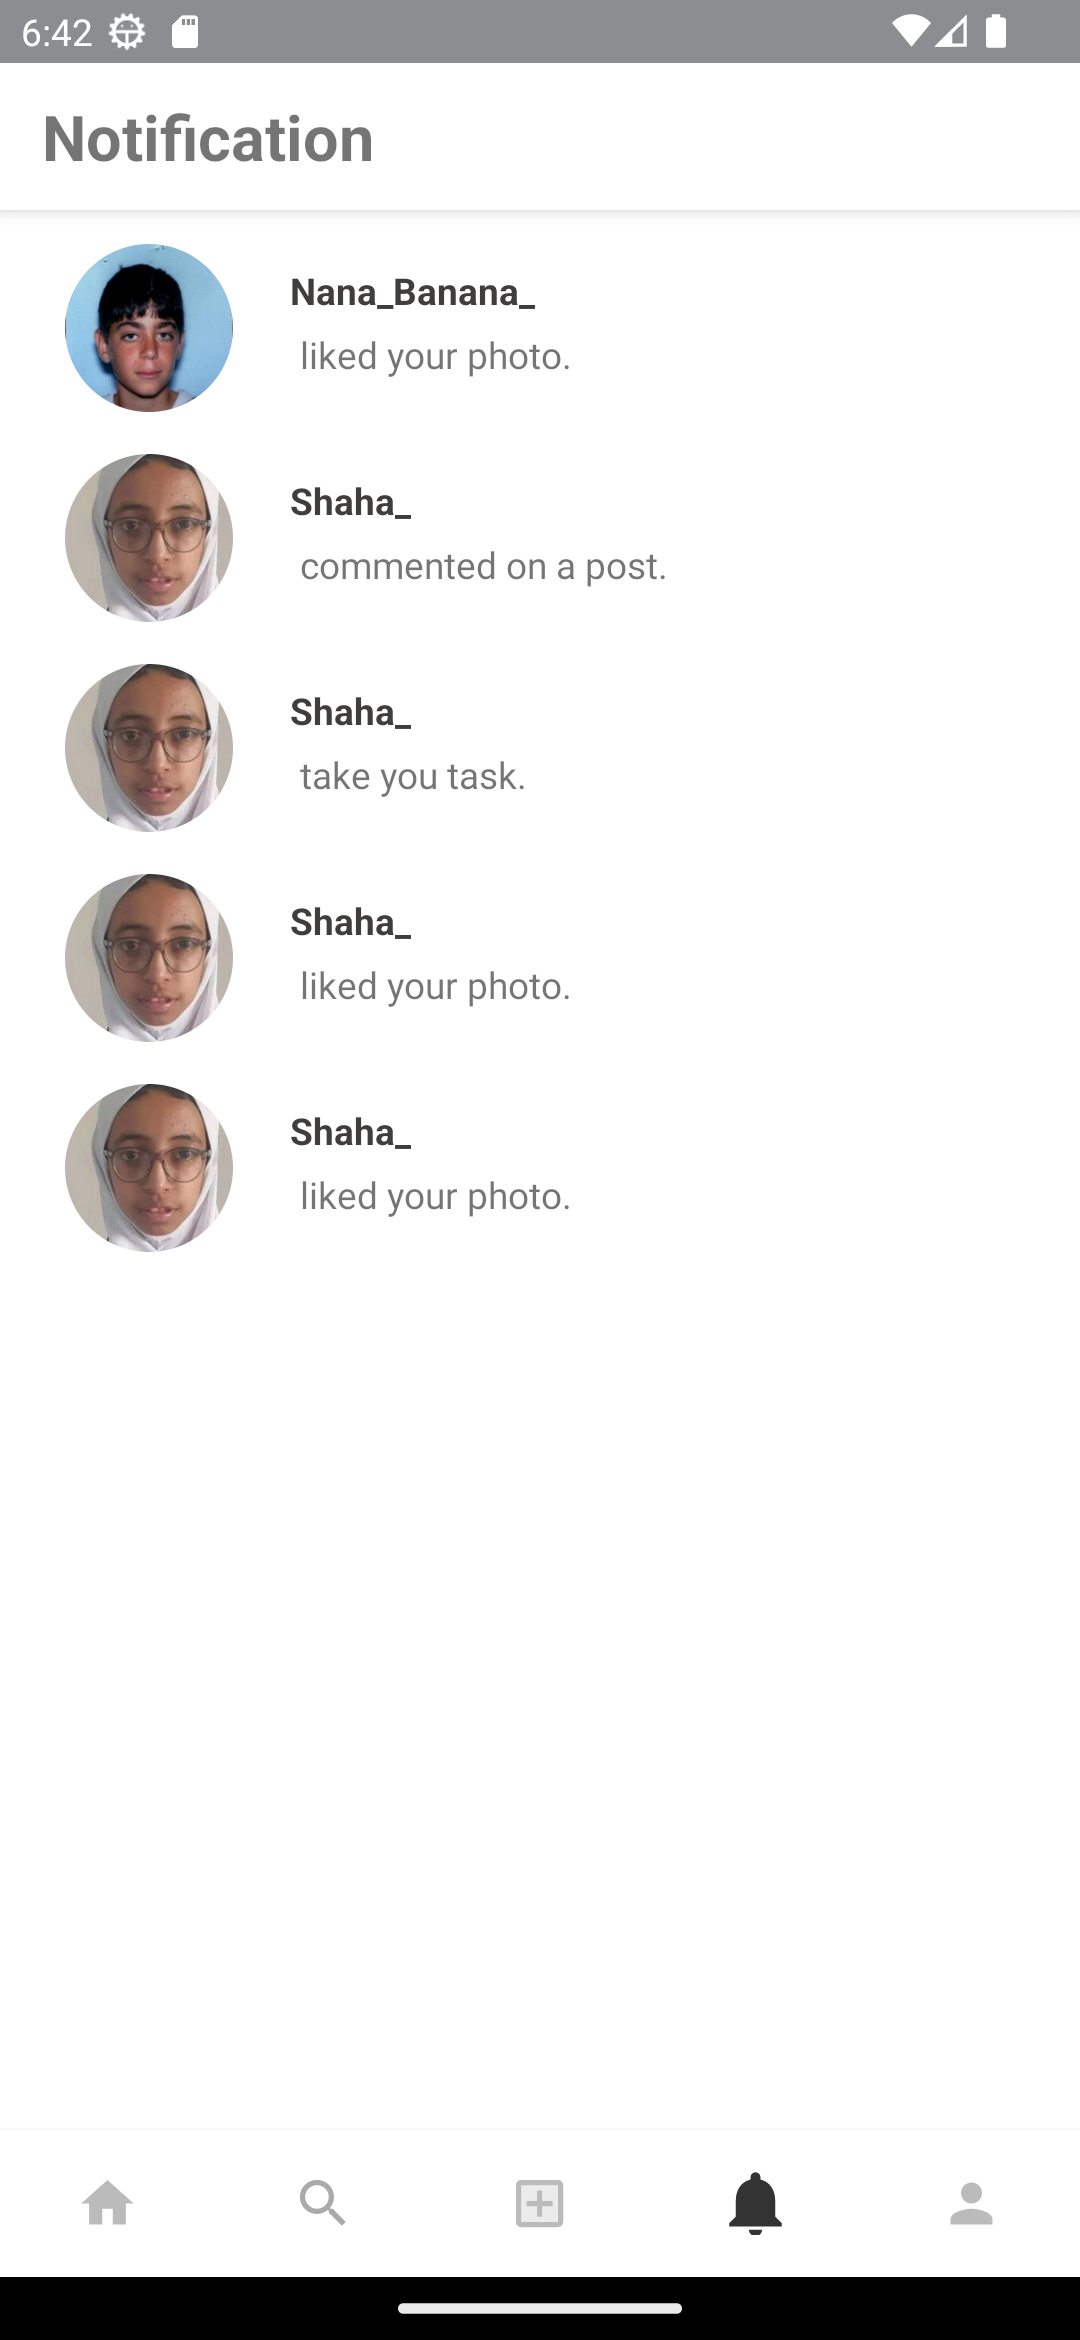 6:42
Notification
Nana_Banana_
liked your photo.
Shaha_
commented on a post.
Shaha_
take you task.
Shaha_
liked your photo.
Shaha_
liked your photo.